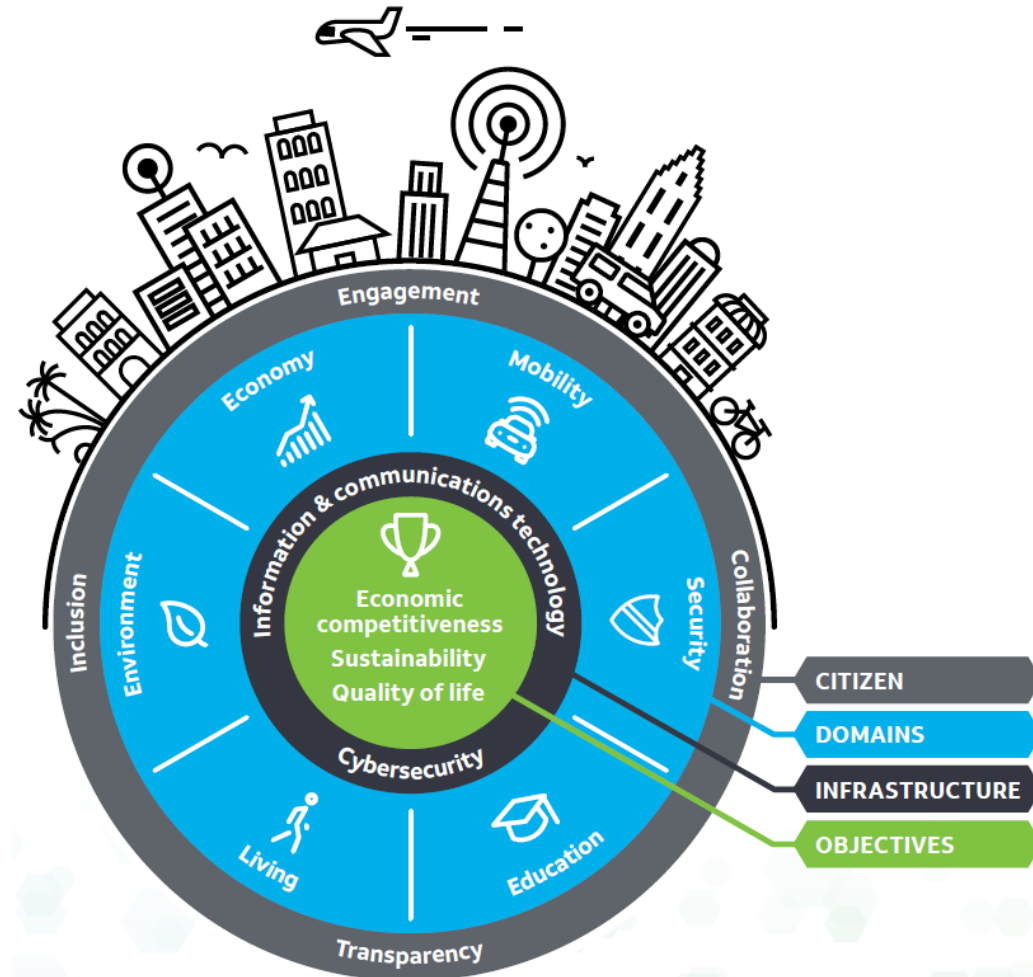 Engagement
Economy
Mobility
Information & communications technology
Inclusion
Environment
Economic
competitiveness
Sustainability
Quality of life
Security
Collaboration
Cybersecurity
Living
Education
Transparency
CITIZEN
DOMAINS
INFRASTRUCTURE
OBJECTIVES